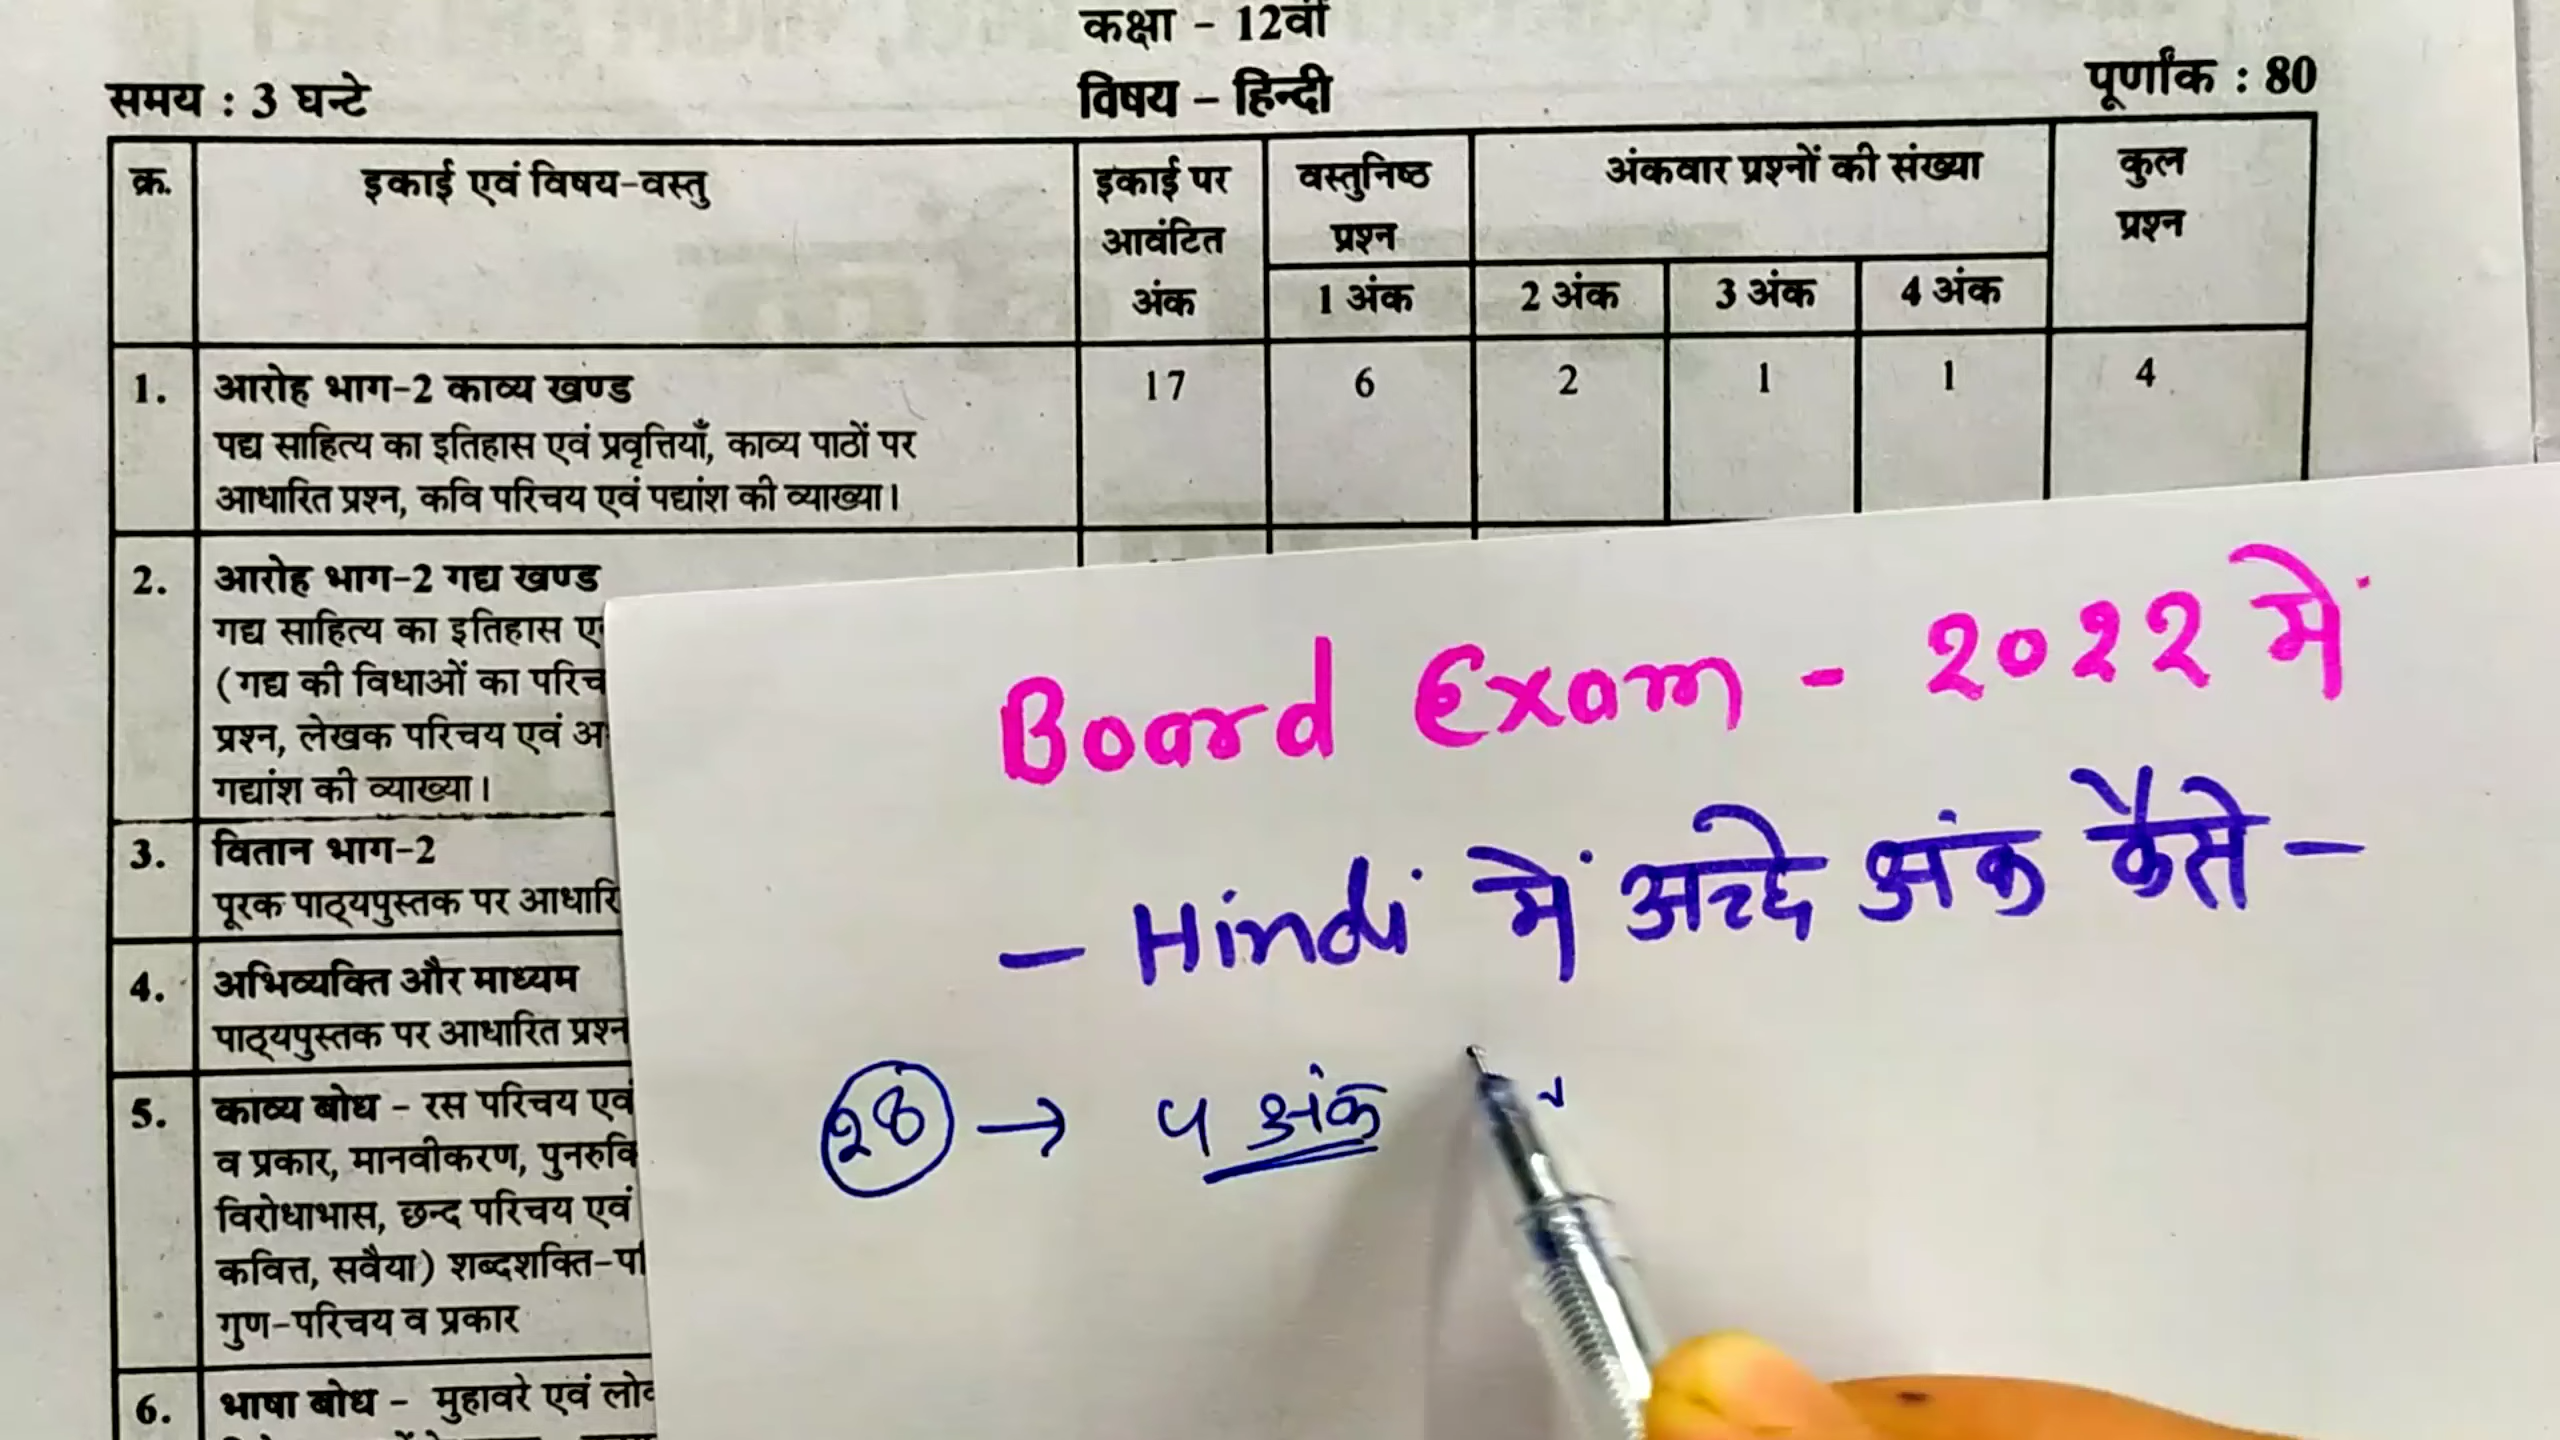 कक्षा - 12वीं
समय : 3 घन्टे
विषय – हिन्दी
पूर्णांक : 80
क्र. इकाई एवं विषय-वस्तु इकाई पर आवंटित अंक वस्तुनिष्ठ प्रश्न अंकवार प्रश्नों की संख्या कुल प्रश्न
1 अंक 2 अंक 3 अंक 4 अंक
1. आरोह भाग-2 काव्य खण्ड 17 6 2 1 1 4
पद्य साहित्य का इतिहास एवं प्रवृत्तियाँ, काव्य पाठों पर
आधारित प्रश्न, कवि परिचय एवं पद्यांश की व्याख्या।
2. आरोह भाग-2 गद्य खण्ड
गद्य साहित्य का इतिहास
(गद्य की विधाओं का
प्रश्न, लेखक परिचय एवं
गद्यांश की व्याख्या।
3. वितान भाग-2
पूरक पाठ्यपुस्तक पर
4. अभिव्यक्ति और माध्यम
पाठ्यपुस्तक पर आधारित प्रश्न
5. काव्य बोध - रस परिचय एवं
व प्रकार, मानवीकरण,
विरोधाभास, छन्द परिचय एवं
कवित्त, सवैया) शब्दशक्ति-
गुण-परिचय व प्रकार
6. भाषा बोध - मुहावरे एवं
Board Exam - 2022 में
- Hindi में अच्छे अंक कैसे -
28 → 4 अंक